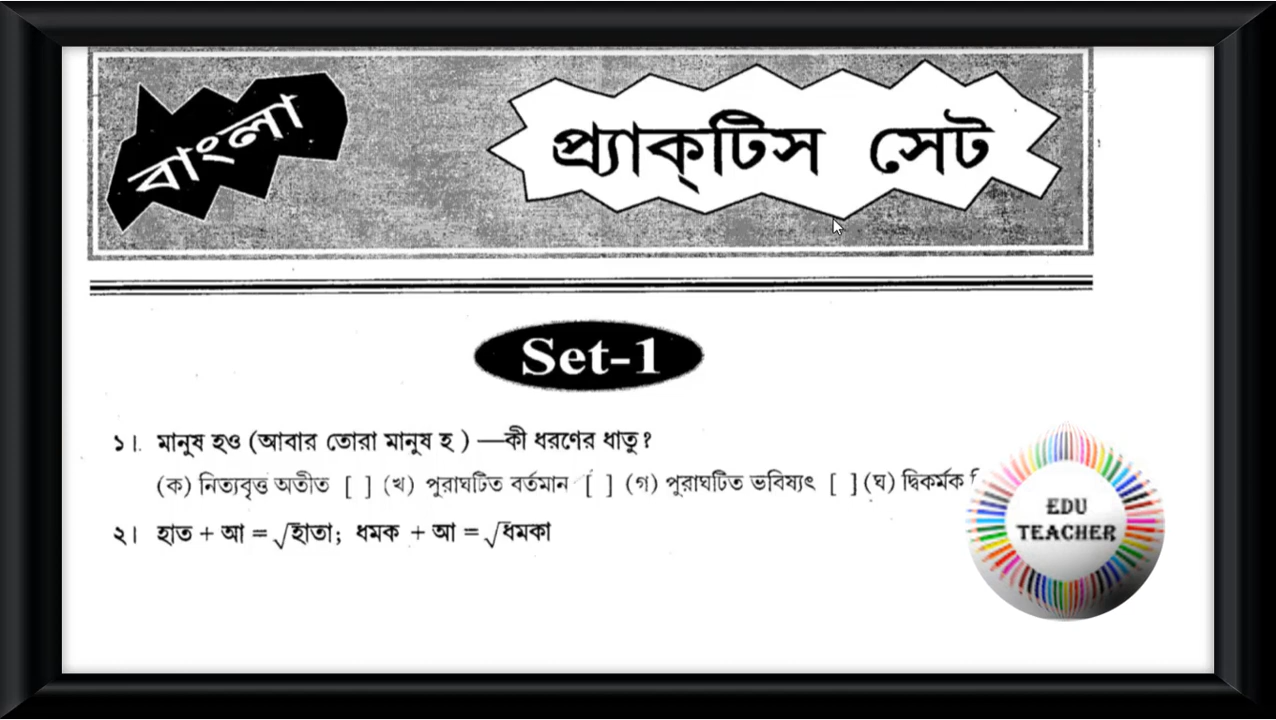 বাংলা
প্র্যাক্টিস সেট
Set-1
১। মানুষ হও (আবার তোরা মানুষ হ ) —কী ধরণের ধাতু?
(ক) নিত্যবৃত্ত অতীত [ ] (খ) পুরাঘটিত বর্তমান [ ] (গ) পুরাঘটিত ভবিষ্যৎ [ ] (ঘ) দ্বিকর্মক
২। হাত + আ = √হাতা; ধমক + আ = √ধমকা
EDU
TEACHER